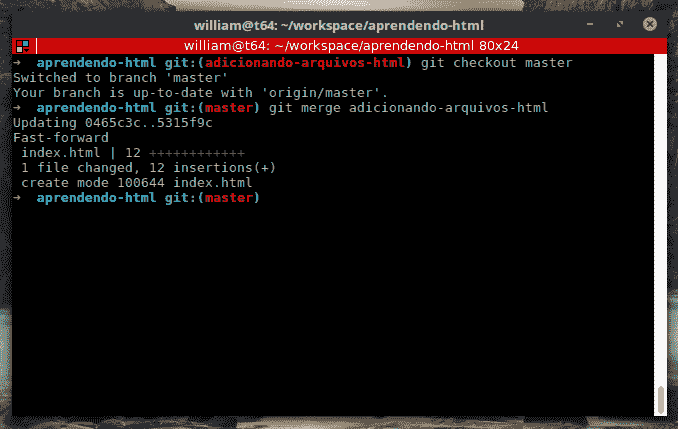 william@t64: ~/workspace/aprendendo-html
william@t64: ~/workspace/aprendendo-html 80x24
➜  aprendendo-html git:(adicionando-arquivos-html) git checkout master
Switched to branch 'master'
Your branch is up-to-date with 'origin/master'.
➜  aprendendo-html git:(master) git merge adicionando-arquivos-html
Updating 0465c3c..5315f9c
Fast-forward
 index.html | 12 ++++++++++++
 1 file changed, 12 insertions(+)
 create mode 100644 index.html
➜  aprendendo-html git:(master)